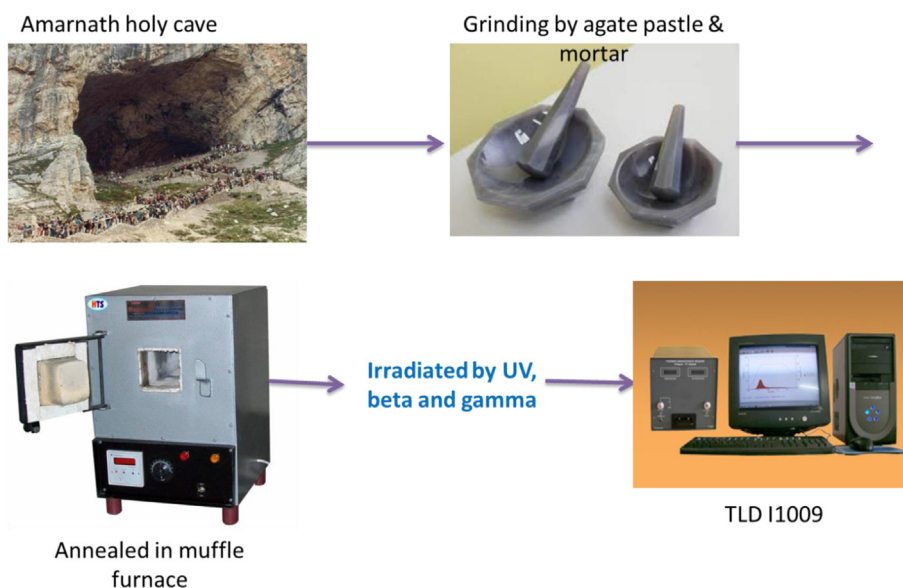 Amarnath holy cave
Grinding by agate pastle &
mortar
HTS
Irradiated by UV,
beta and gamma
TLD I1009
Annealed in muffle
furnace